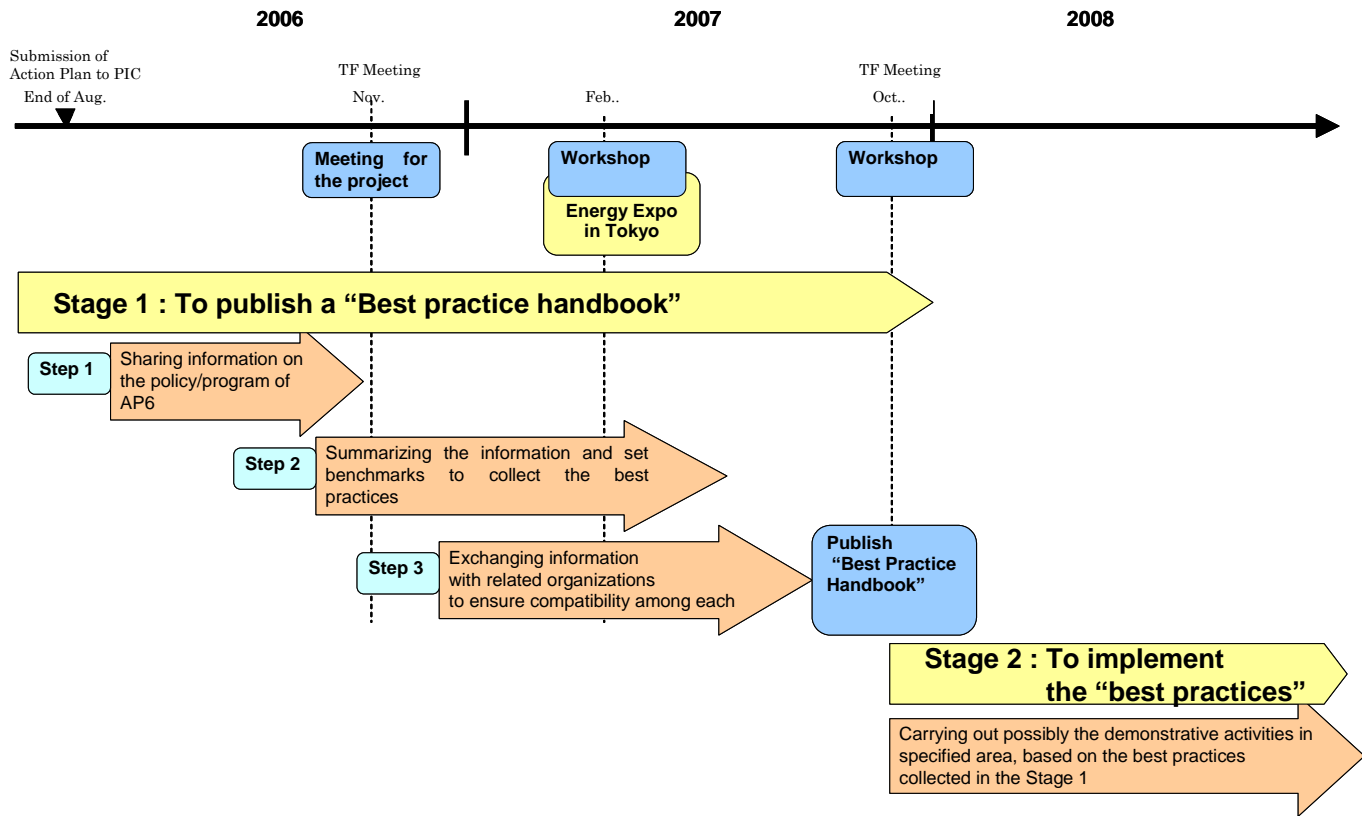 2006
2007
2008
Submission of
Action Plan to PIC
End of Aug.
TF Meeting
Nov.
Feb..
TF Meeting
Oct..
Meeting for
the project
Workshop
Energy Expo
in Tokyo
Workshop
Stage 1 : To publish a “Best practice handbook”
Step 1
Sharing information on
the policy/program of
AP6
Step 2
Summarizing the information and set
benchmarks to collect the best
practices
Step 3
Exchanging information
with related organizations
to ensure compatibility among each
Publish
“Best Practice
Handbook”
Stage 2 : To implement
the “best practices”
Carrying out possibly the demonstrative activities in
specified area, based on the best practices
collected in the Stage 1